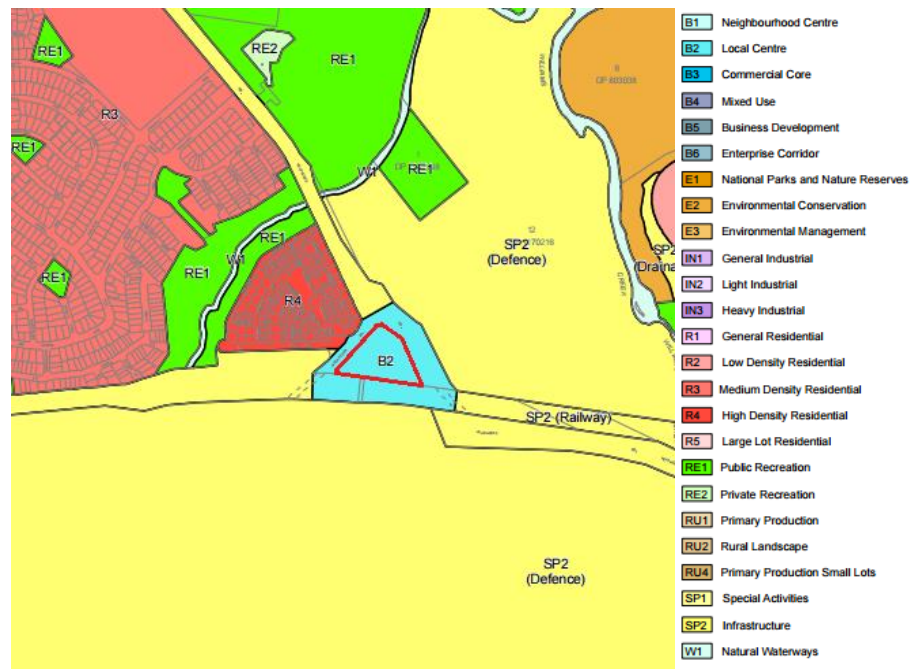 RE1
RE2
RE1
R3
RE1
W1
RE1
12
SP2
(Defence)
RE1
W1
RE1
RE1
R4
B2
SP2 (Railway)
SP2
(Defence)
B1 Neighbourhood Centre
B2 Local Centre
B3 Commercial Core
B4 Mixed Use
B5 Business Development
B6 Enterprise Corridor
E1 National Parks and Nature Reserves
E2 Environmental Conservation
E3 Environmental Management
IN1 General Industrial
IN2 Light Industrial
IN3 Heavy Industrial
R1 General Residential
R2 Low Density Residential
R3 Medium Density Residential
R4 High Density Residential
R5 Large Lot Residential
RE1 Public Recreation
RE2 Private Recreation
RU1 Primary Production
RU2 Rural Landscape
RU4 Primary Production Small Lots
SP1 Special Activities
SP2 Infrastructure
W1 Natural Waterways